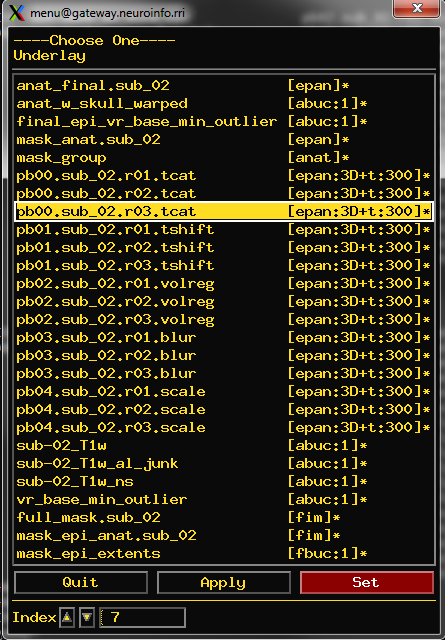 menu@gateway.neuroinfo.rri
----Choose One----
Underlay
anat_final.sub_02 [epan]*
anat_w_skull_warped [abuc:1]*
final_epi_vr_base_min_outlier [abuc:1]*
mask_anat.sub_02 [epan]*
mask_group [anat]*
pb00.sub_02.r01.tcat [epan:3D+t:300]*
pb00.sub_02.r02.tcat [epan:3D+t:300]*
pb00.sub_02.r03.tcat [epan:3D+t:300]*
pb01.sub_02.r01.tshift [epan:3D+t:300]*
pb01.sub_02.r02.tshift [epan:3D+t:300]*
pb01.sub_02.r03.tshift [epan:3D+t:300]*
pb02.sub_02.r01.volreg [epan:3D+t:300]*
pb02.sub_02.r02.volreg [epan:3D+t:300]*
pb02.sub_02.r03.volreg [epan:3D+t:300]*
pb03.sub_02.r01.blur [epan:3D+t:300]*
pb03.sub_02.r02.blur [epan:3D+t:300]*
pb03.sub_02.r03.blur [epan:3D+t:300]*
pb04.sub_02.r01.scale [epan:3D+t:300]*
pb04.sub_02.r02.scale [epan:3D+t:300]*
pb04.sub_02.r03.scale [epan:3D+t:300]*
sub-02_T1w [abuc:1]*
sub-02_T1w_al_junk [abuc:1]*
sub-02_T1w_ns [abuc:1]*
vr_base_min_outlier [abuc:1]*
full_mask.sub_02 [fim]*
mask_epi_anat.sub_02 [fim]*
mask_epi_extents [fbuc:1]*
Quit Apply Set
Index 7